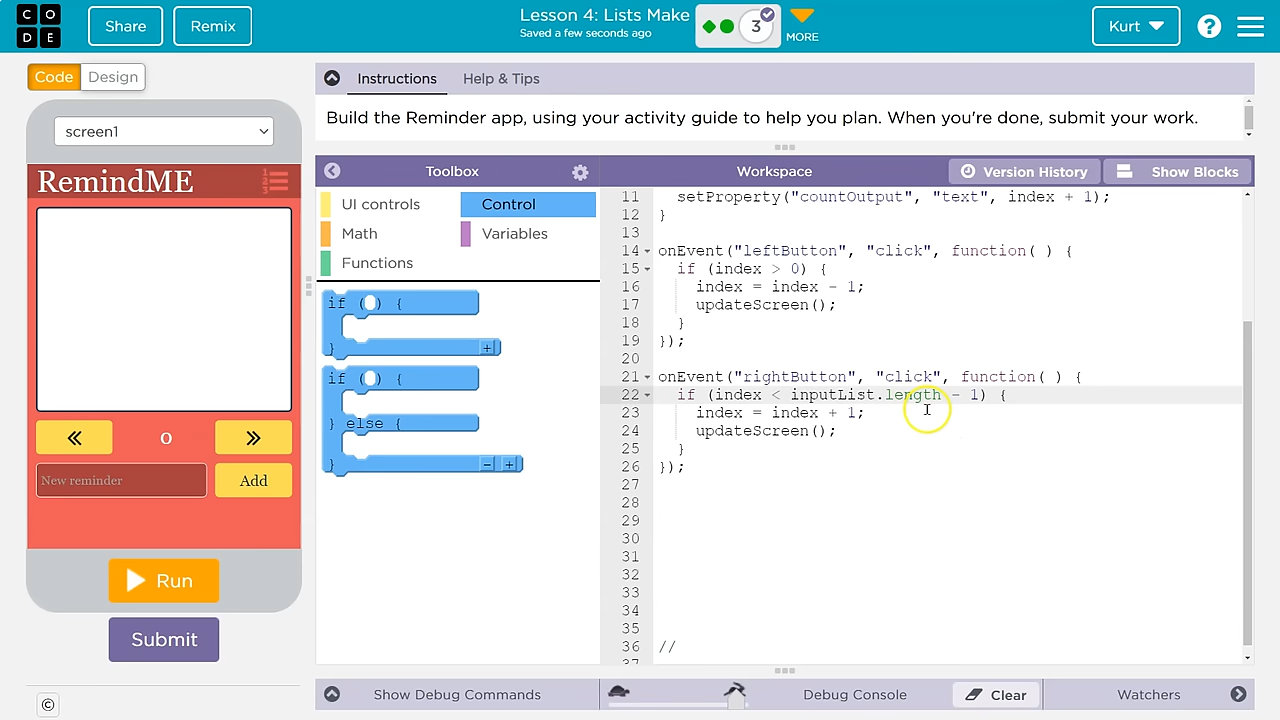 C O
D E
Share
Remix
Lesson 4: Lists Make
Saved a few seconds ago
3
MORE
Kurt
?
Code
Design
Instructions
Help & Tips
screen1
Build the Reminder app, using your activity guide to help you plan. When you're done, submit your work.
Toolbox
Workspace
Version History
Show Blocks
RemindME
1
2
3
UI controls
Control
Math
Variables
Functions
if ( ) {
}
+
if ( ) {
} else {
}
- +
11 setProperty("countOutput", "text", index + 1);
12 }
13
14 onEvent("leftButton", "click", function( ) {
15 if (index > 0) {
16 index = index - 1;
17 updateScreen();
18 }
19 });
20
21 onEvent("rightButton", "click", function( ) {
22 if (index < inputList.length - 1) {
23 index = index + 1;
24 updateScreen();
25 }
26 });
27
28
29
30
31
32
33
34
35
36 //
37
« 0 »
New reminder
Add
Run
Submit
©
Show Debug Commands
Debug Console
Clear
Watchers